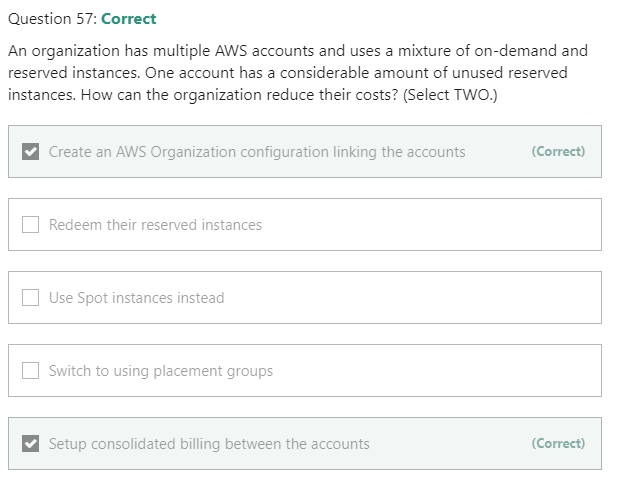 Question 57: Correct
An organization has multiple AWS accounts and uses a mixture of on-demand and
reserved instances. One account has a considerable amount of unused reserved
instances. How can the organization reduce their costs? (Select TWO.)
Create an AWS Organization configuration linking the accounts (Correct)
Redeem their reserved instances
Use Spot instances instead
Switch to using placement groups
Setup consolidated billing between the accounts (Correct)